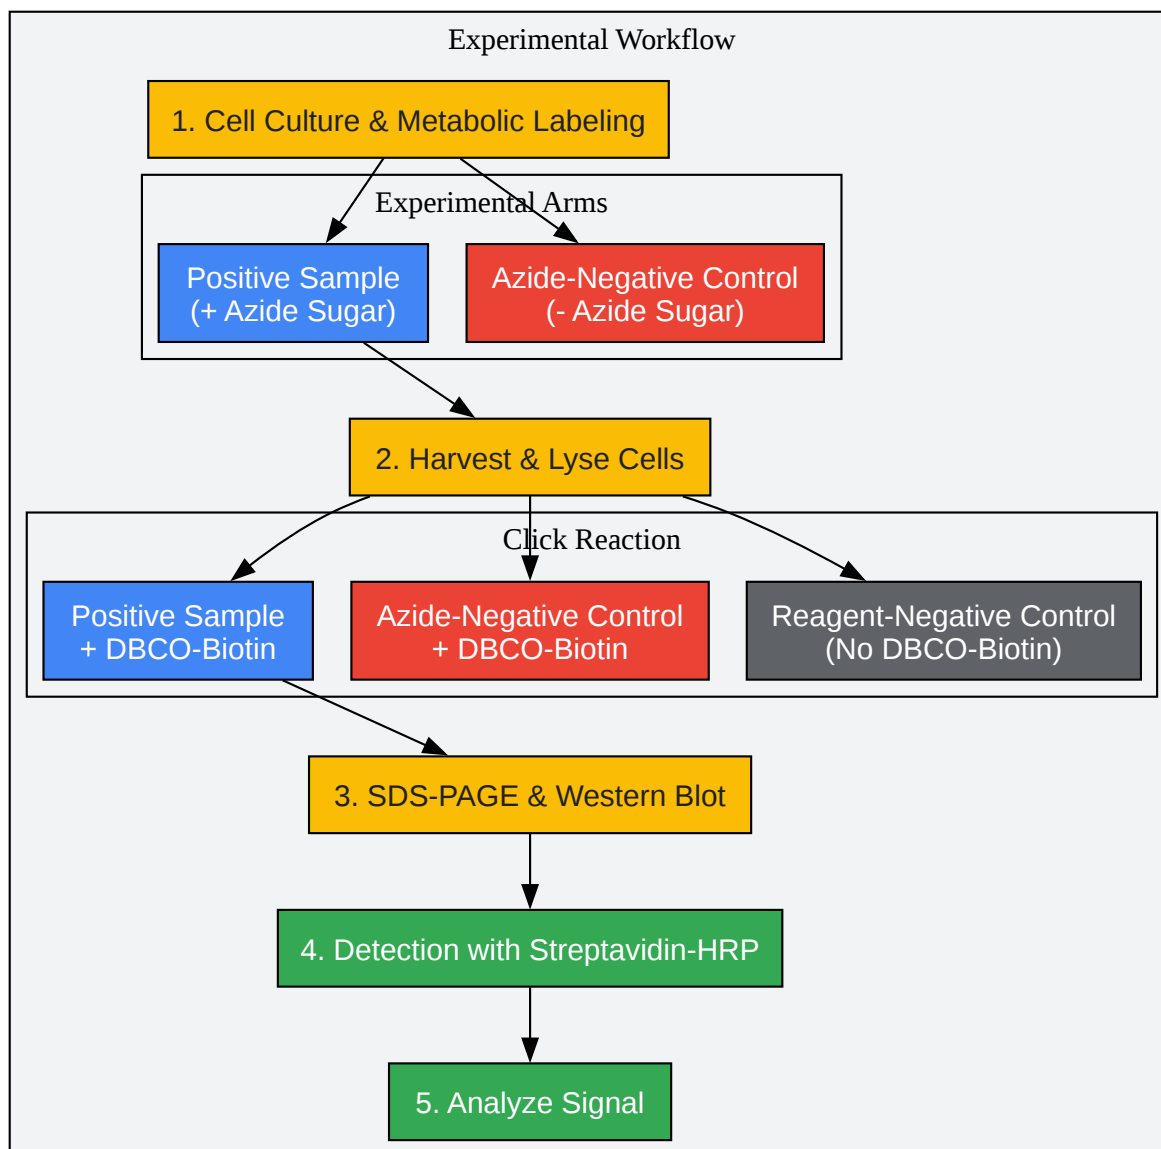 Experimental Workflow
1. Cell Culture & Metabolic Labeling
Experimental Arms
Positive Sample
(+ Azide Sugar)
Azide-Negative Control
(- Azide Sugar)
2. Harvest & Lyse Cells
Click Reaction
Positive Sample
+ DBCO-Biotin
Azide-Negative Control
+ DBCO-Biotin
Reagent-Negative Control
(No DBCO-Biotin)
3. SDS-PAGE & Western Blot
4. Detection with Streptavidin-HRP
5. Analyze Signal